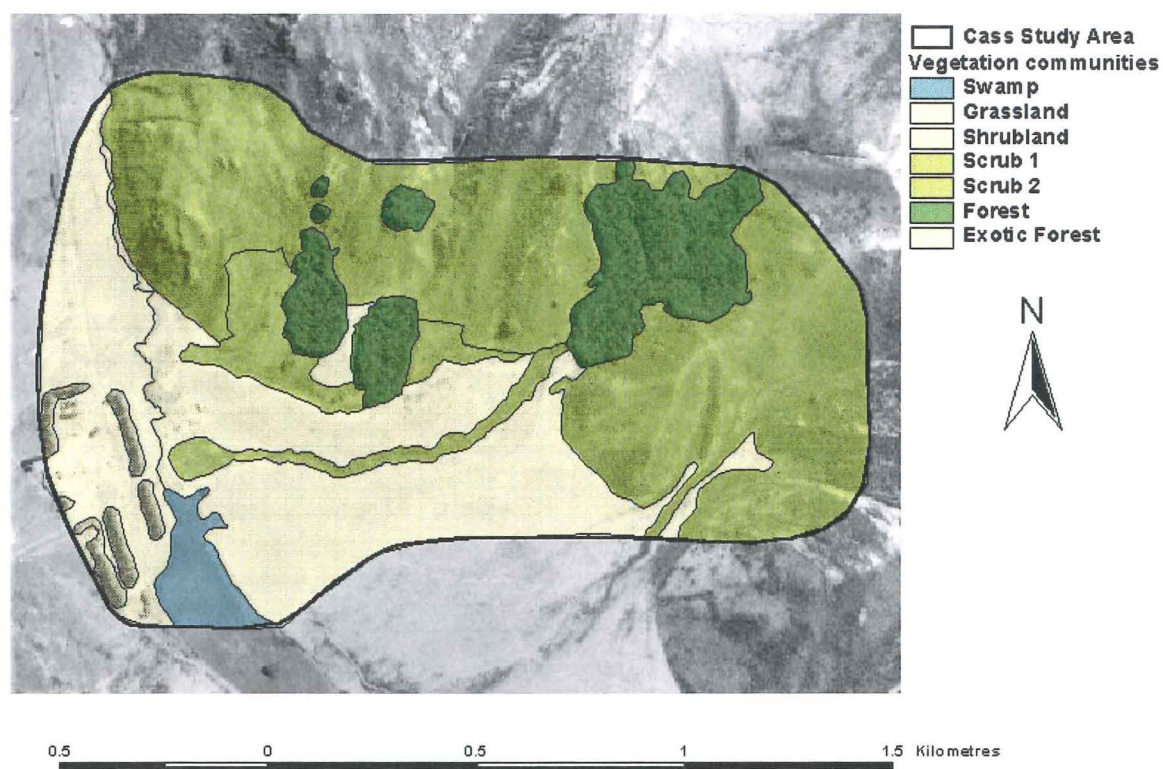 Cass Study Area
Vegetation communities
Swamp
Grassland
Shrubland
Scrub 1
Scrub 2
Forest
Exotic Forest
N
0.5 0 0.5 1 1.5 Kilometres